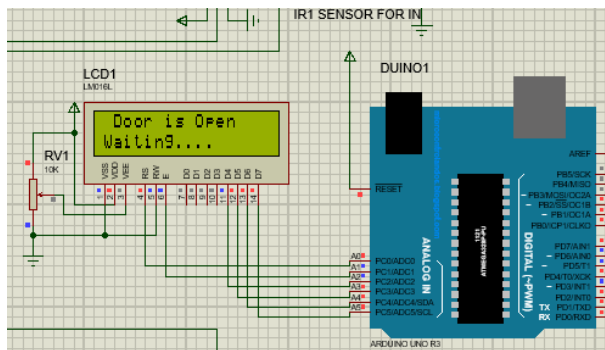 IR1 SENSOR FOR IN
LCD1
LM016L
DUINO1
Door is Open
Waiting....
RV1
10K
VSS
VDD
VEE
RS
RW
E
D0
D1
D2
D3
D4
D5
D6
D7
1
2
3
4
5
6
7
8
9
10
11
12
13
14
A0
A1
A2
A3
A4
A5
RESET
AREF
PC0/ADC0
PC1/ADC1
PC2/ADC2
PC3/ADC3
PC4/ADC4/SDA
PC5/ADC5/SCL
ANALOG IN
ATMEGA328P-PU
1121
DIGITAL (~PWM)
PB5/SCK
PB4/MISO
~ PB3/MOSI/OC2A
~ PB2/SS/OC1B
~ PB1/OC1A
PB0/ICP1/CLKO
PD7/AIN1
~ PD6/AIN0
~ PD5/T1
PD4/T0/XCK
~ PD3/INT1
PD2/INT0
TX PD1/TXD
RX PD0/RXD
ARDUINO UNO R3